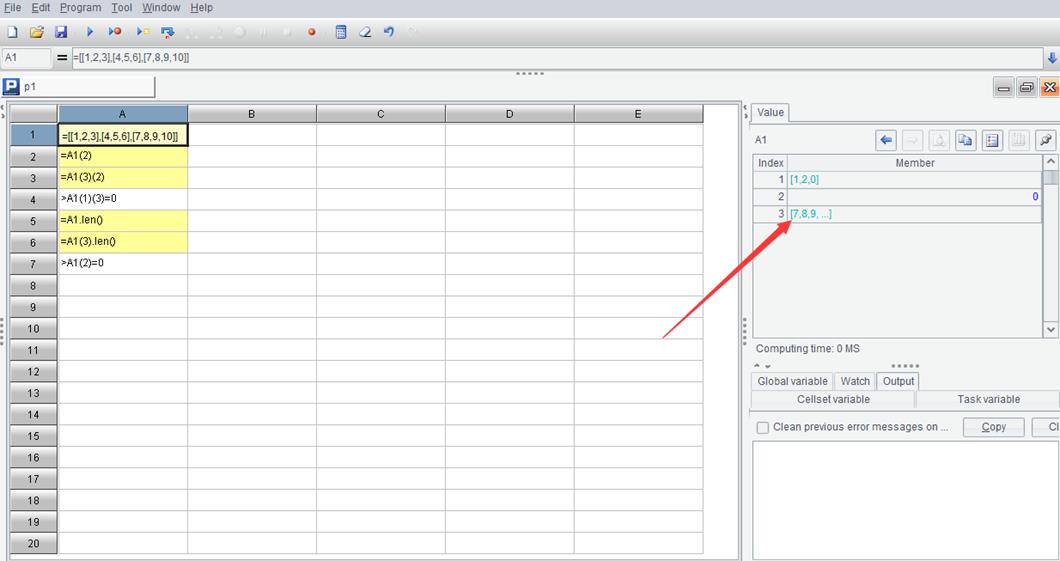 File Edit Program Tool Window Help
A1 = =[[1,2,3],[4,5,6],[7,8,9,10]]
P p1
A B C D E
1 =[[1,2,3],[4,5,6],[7,8,9,10]]
2 =A1(2)
3 =A1(3)(2)
4 >A1(1)(3)=0
5 =A1.len()
6 =A1(3).len()
7 >A1(2)=0
8
9
10
11
12
13
14
15
16
17
18
19
20
Value
A1
Index Member
1 [1,2,0]
2 0
3 [7,8,9, ...]
Computing time: 0 MS
Global variable Watch Output
Cellset variable Task variable
Clean previous error messages on ... Copy Cl